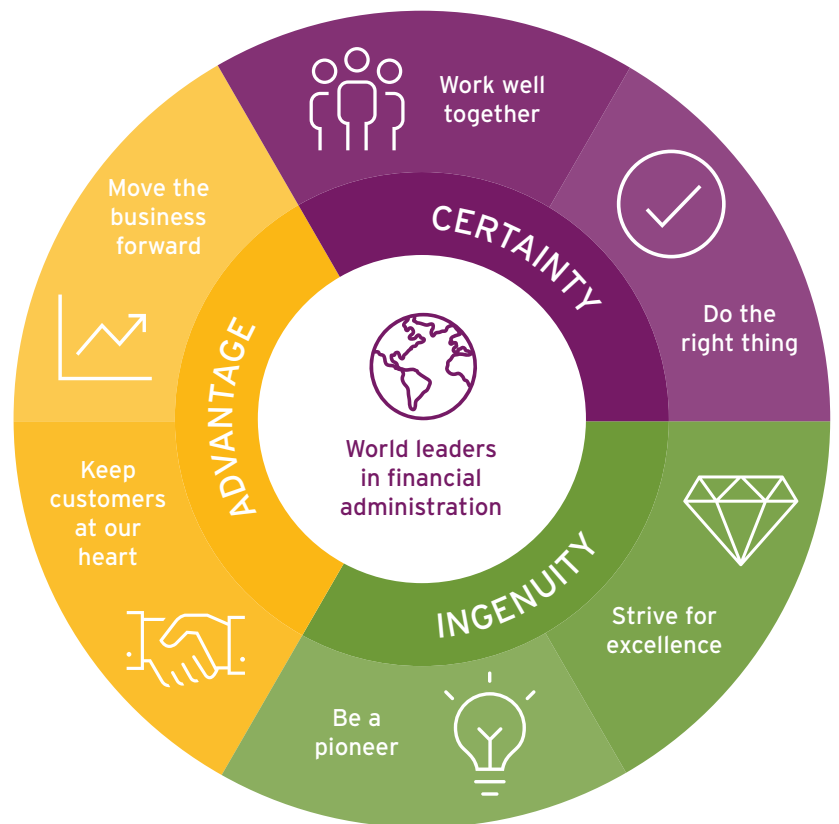 Work well
together
Do the
right thing
Strive for
excellence
Be a
pioneer
Keep
customers
at our
heart
Move the
business
forward
CERTAINTY
INGENUITY
ADVANTAGE
World leaders
in financial
administration